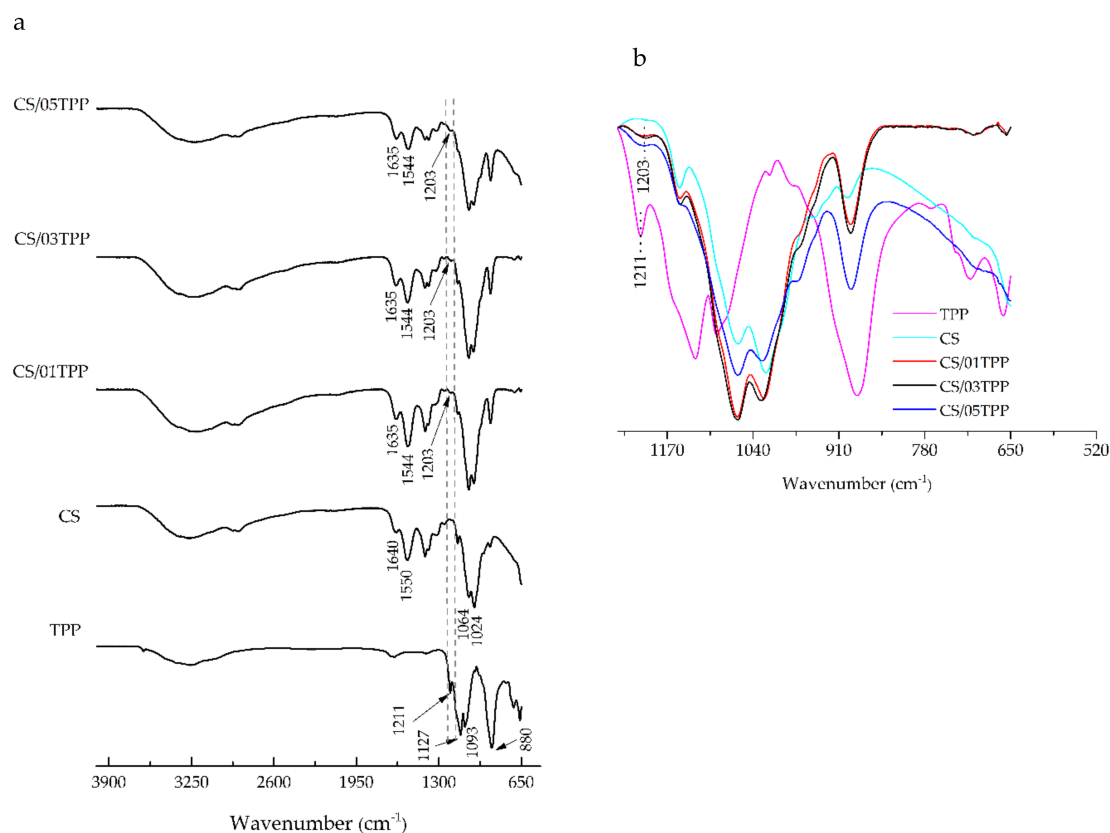 a
CS/05TPP
1635
1544
1203
CS/03TPP
1635
1544
1203
CS/01TPP
1635
1544
1203
CS
1640
1550
1064
1024
TPP
1211
1127
1093
880
3900 3250 2600 1950 1300 650
Wavenumber (cm-1)
b
1203
1211
TPP
CS
CS/01TPP
CS/03TPP
CS/05TPP
1170 1040 910 780 650 520
Wavenumber (cm-1)